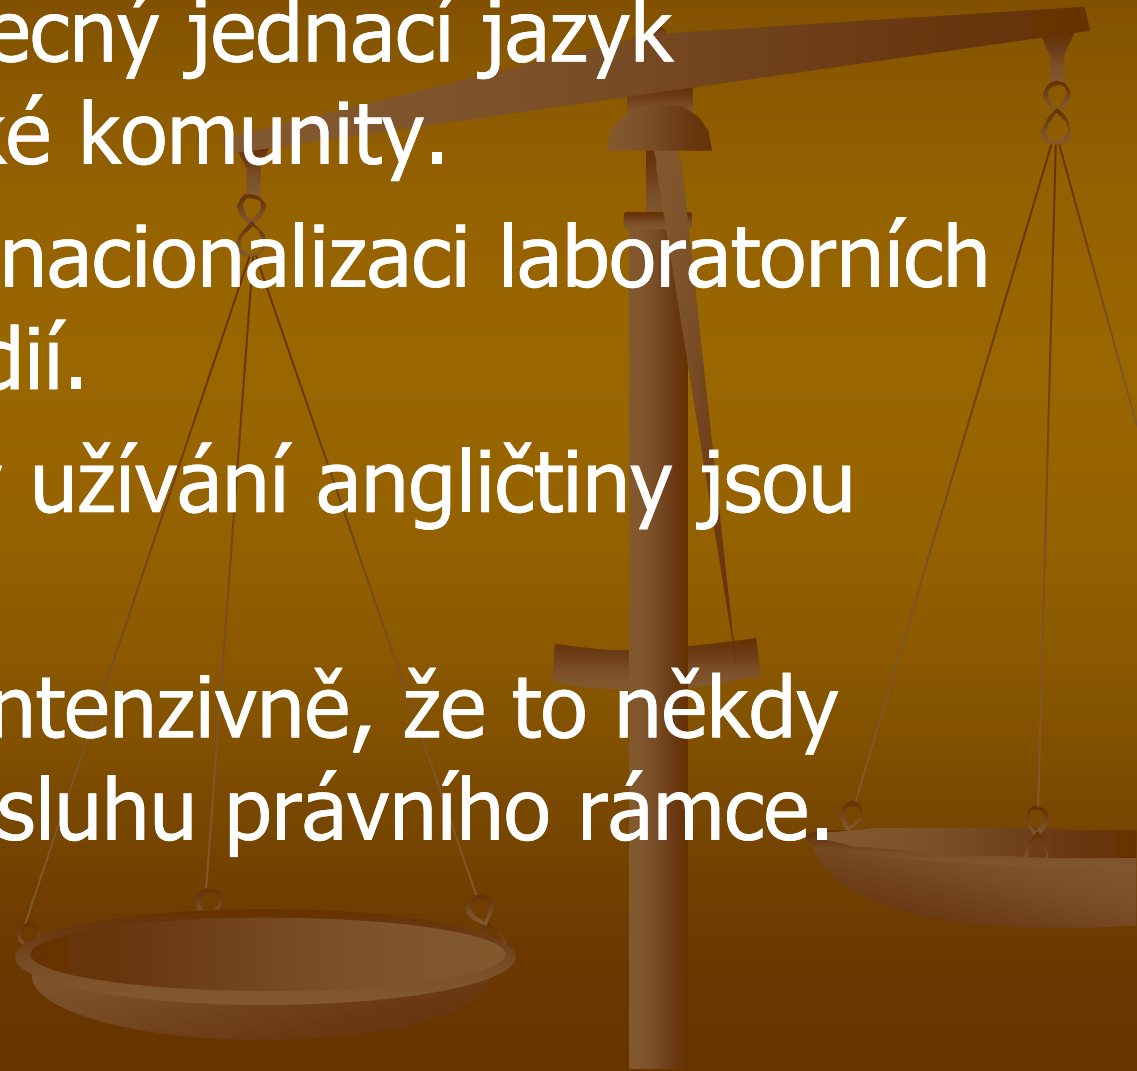 ecný jednací jazyk
ké komunity.
nacionalizaci laboratorních
dií.
užívání angličtiny jsou
ntenzivně, že to někdy
sluhu právního rámce.